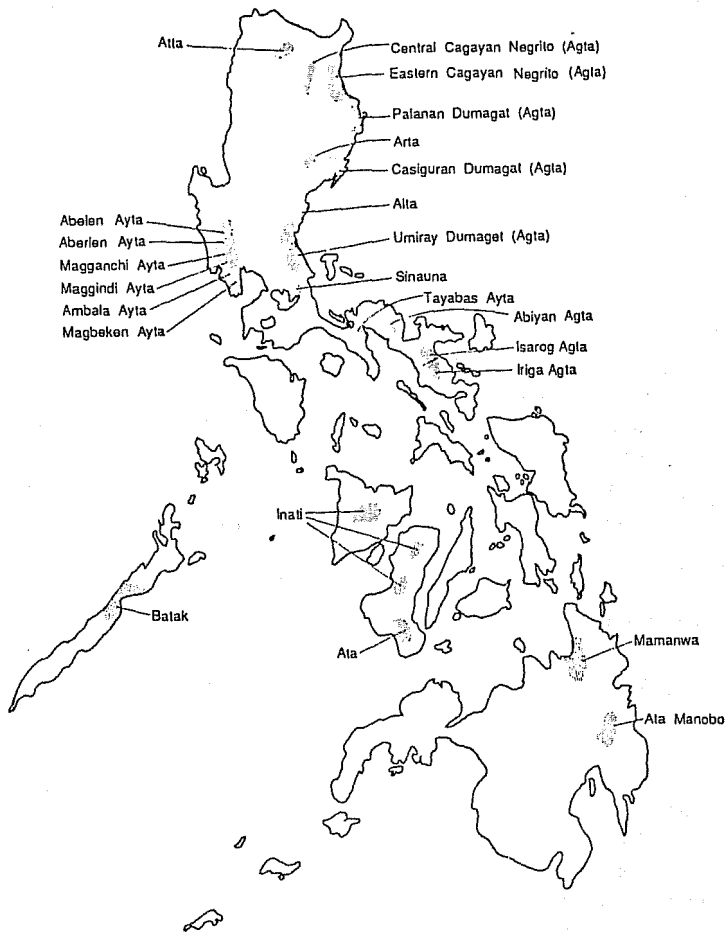 Atta
Central Cagayan Negrito (Agta)
Eastern Cagayan Negrito (Agta)
Palanan Dumagat (Agta)
Arta
Casiguran Dumagat (Agta)
Alta
Abelen Ayta
Aberlen Ayta
Magganchi Ayta
Maggindi Ayta
Ambala Ayta
Magbeken Ayta
Umiray Dumaget (Agta)
Sinauna
Tayabas Ayta
Abiyan Agta
Isarog Agta
Iriga Agta
Inati
Batak
Ata
Mamanwa
Ata Manobo